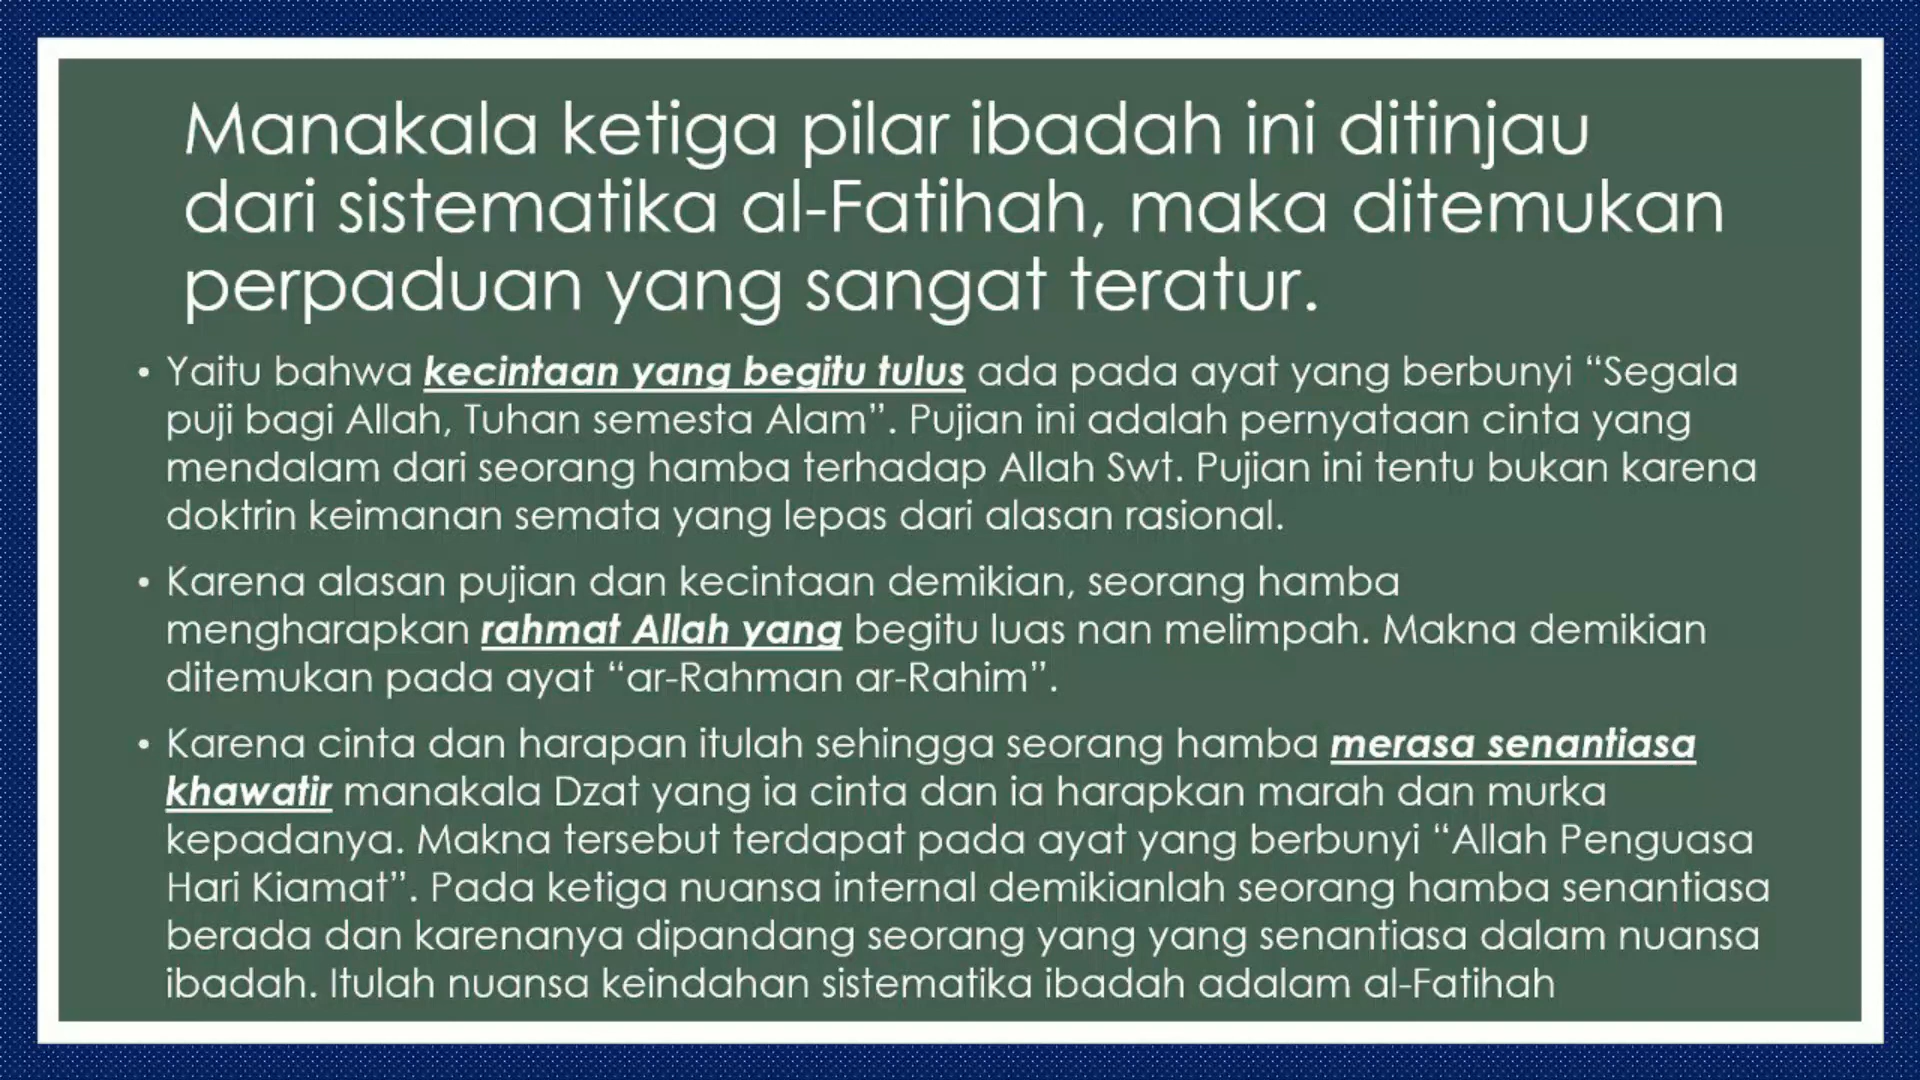 Manakala ketiga pilar ibadah ini ditinjau
dari sistematika al-Fatihah, maka ditemukan
perpaduan yang sangat teratur.
• Yaitu bahwa kecintaan yang begitu tulus ada pada ayat yang berbunyi “Segala
puji bagi Allah, Tuhan semesta Alam”. Pujian ini adalah pernyataan cinta yang
mendalam dari seorang hamba terhadap Allah Swt. Pujian ini tentu bukan karena
doktrin keimanan semata yang lepas dari alasan rasional.
• Karena alasan pujian dan kecintaan demikian, seorang hamba
mengharapkan rahmat Allah yang begitu luas nan melimpah. Makna demikian
ditemukan pada ayat “ar-Rahman ar-Rahim”.
• Karena cinta dan harapan itulah sehingga seorang hamba merasa senantiasa
khawatir manakala Dzat yang ia cinta dan ia harapkan marah dan murka
kepadanya. Makna tersebut terdapat pada ayat yang berbunyi “Allah Penguasa
Hari Kiamat”. Pada ketiga nuansa internal demikianlah seorang hamba senantiasa
berada dan karenanya dipandang seorang yang yang senantiasa dalam nuansa
ibadah. Itulah nuansa keindahan sistematika ibadah adalam al-Fatihah